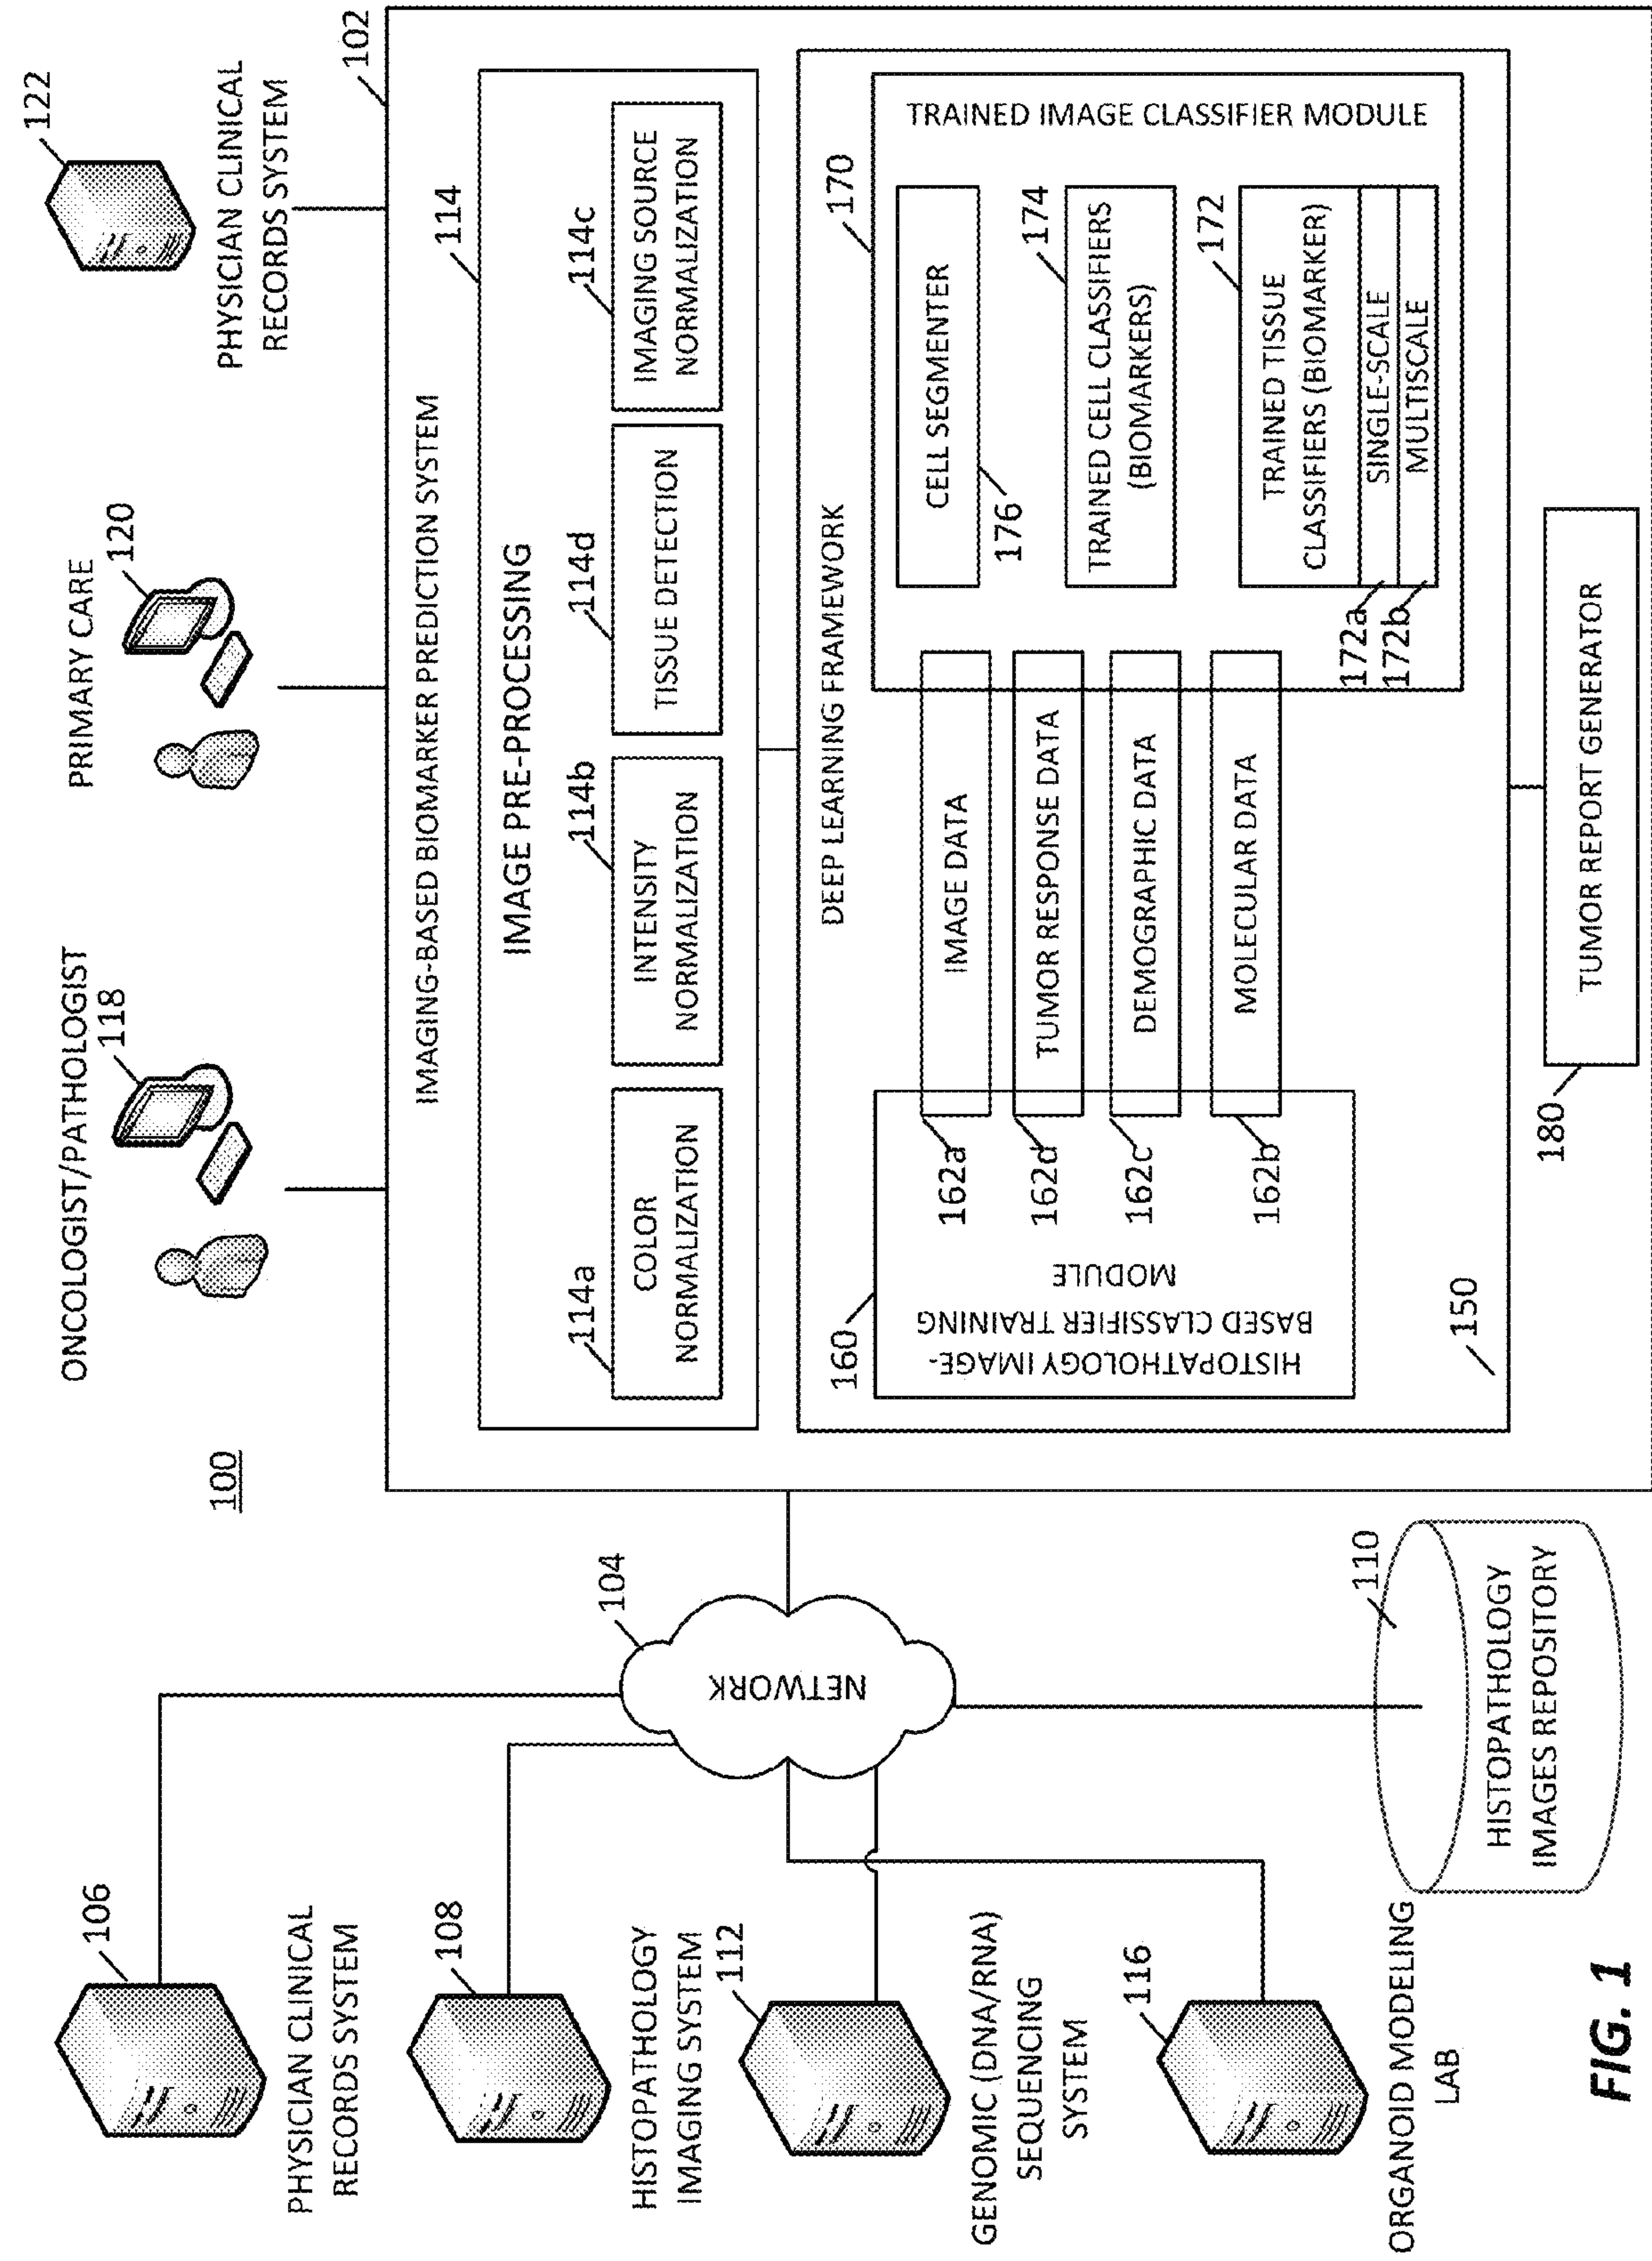 100
ONCOLOGIST/PATHOLOGIST
118
PRIMARY CARE
120
122
PHYSICIAN CLINICAL
RECORDS SYSTEM
106
PHYSICIAN CLINICAL
RECORDS SYSTEM
108
HISTOPATHOLOGY
IMAGING SYSTEM
112
GENOMIC (DNA/RNA)
SEQUENCING
SYSTEM
116
ORGANOID MODELING
LAB
104
NETWORK
110
HISTOPATHOLOGY
IMAGES REPOSITORY
102
IMAGING-BASED BIOMARKER PREDICTION SYSTEM
114
IMAGE PRE-PROCESSING
114a
COLOR
NORMALIZATION
114b
INTENSITY
NORMALIZATION
114d
TISSUE DETECTION
114c
IMAGING SOURCE
NORMALIZATION
DEEP LEARNING FRAMEWORK
150
160
HISTOPATHOLOGY IMAGE-
BASED CLASSIFIER TRAINING
MODULE
162a
IMAGE DATA
162d
TUMOR RESPONSE DATA
162c
DEMOGRAPHIC DATA
162b
MOLECULAR DATA
170
TRAINED IMAGE CLASSIFIER MODULE
CELL SEGMENTER
176
174
TRAINED CELL CLASSIFIERS
(BIOMARKERS)
172
TRAINED TISSUE
CLASSIFIERS (BIOMARKER)
172a
SINGLE-SCALE
172b
MULTISCALE
180
TUMOR REPORT GENERATOR
FIG. 1